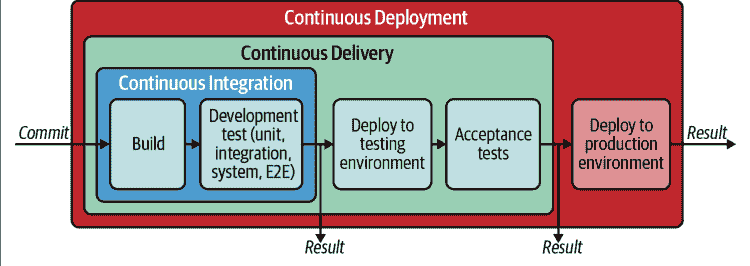 Continuous Deployment
Continuous Delivery
Continuous Integration
Commit
Build
Development
test (unit,
integration,
system, E2E)
Deploy to
testing
environment
Acceptance
tests
Deploy to
production
environment
Result
Result
Result